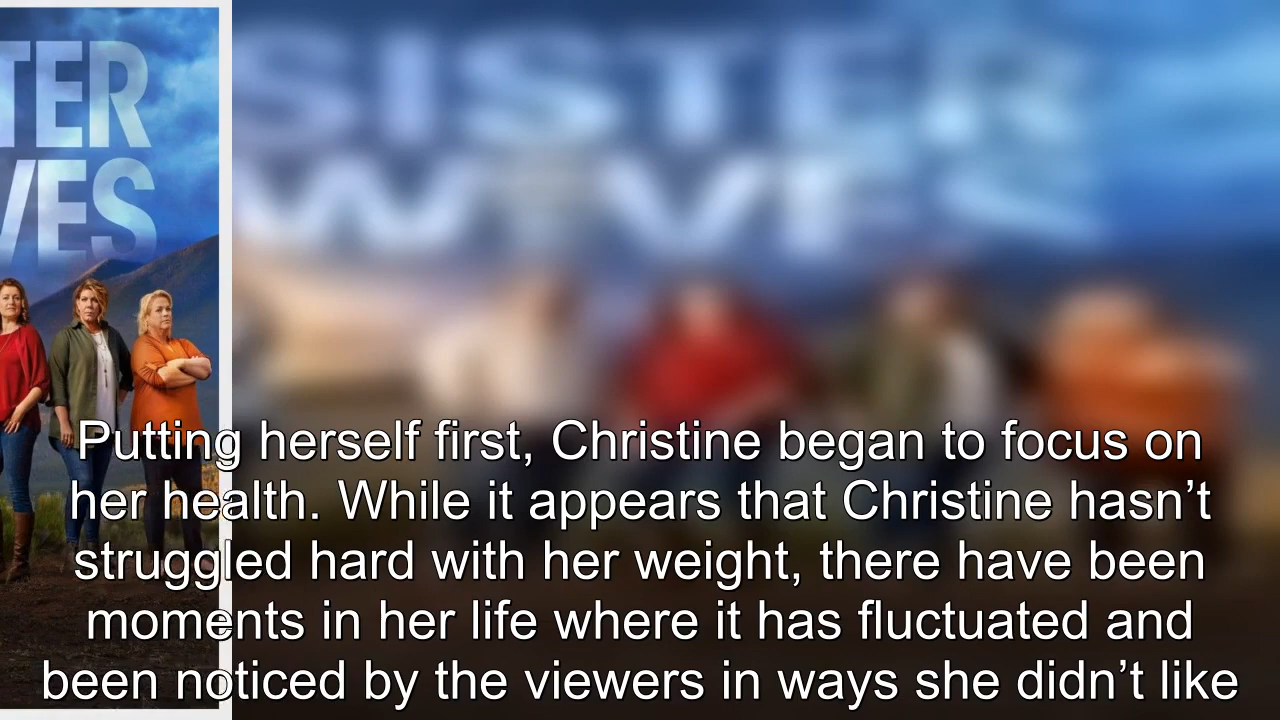 TER
VES
SISTER
WIVES
Putting herself first, Christine began to focus on
her health. While it appears that Christine hasn’t
struggled hard with her weight, there have been
moments in her life where it has fluctuated and
been noticed by the viewers in ways she didn’t like